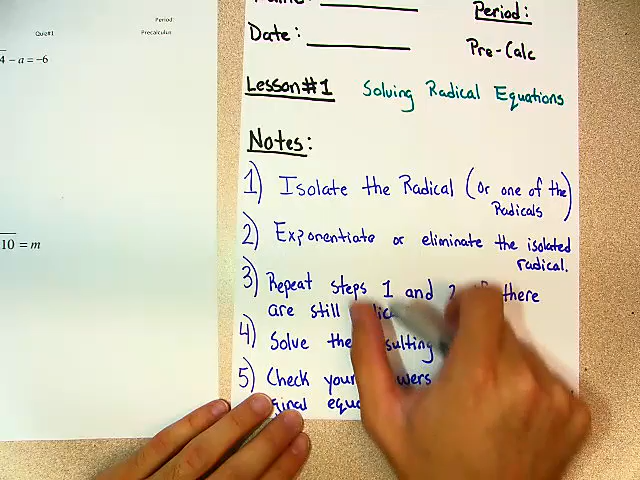 Period:
Quiz#1 Precalculus
4 − a = −6
10 = m
Name:
Period:
Date:
Pre-Calc
Lesson#1 Solving Radical Equations
Notes:
1) Isolate the Radical (Or one of the Radicals)
2) Exponentiate or eliminate the isolated
radical.
3) Repeat steps 1 and 2 there
are still
4) Solve the
5) Check your